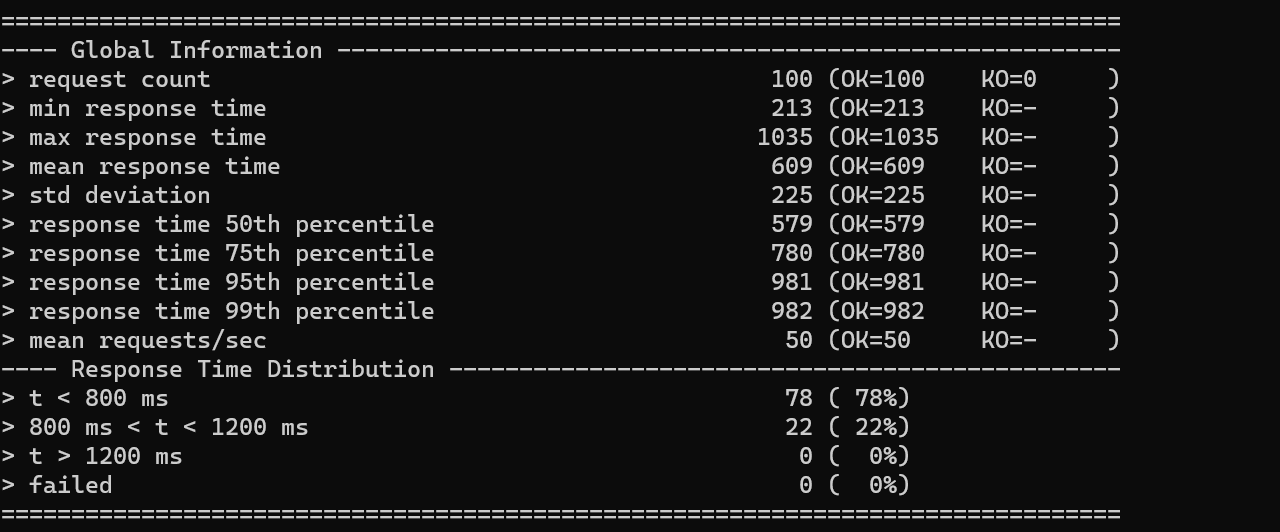 ================================================================================
---- Global Information --------------------------------------------------------
> request count                                        100 (OK=100    KO=0     )
> min response time                                    213 (OK=213    KO=-     )
> max response time                                   1035 (OK=1035   KO=-     )
> mean response time                                   609 (OK=609    KO=-     )
> std deviation                                        225 (OK=225    KO=-     )
> response time 50th percentile                        579 (OK=579    KO=-     )
> response time 75th percentile                        780 (OK=780    KO=-     )
> response time 95th percentile                        981 (OK=981    KO=-     )
> response time 99th percentile                        982 (OK=982    KO=-     )
> mean requests/sec                                     50 (OK=50     KO=-     )
---- Response Time Distribution ------------------------------------------------
> t < 800 ms                                            78 ( 78%)
> 800 ms < t < 1200 ms                                  22 ( 22%)
> t > 1200 ms                                            0 (  0%)
> failed                                                 0 (  0%)
================================================================================